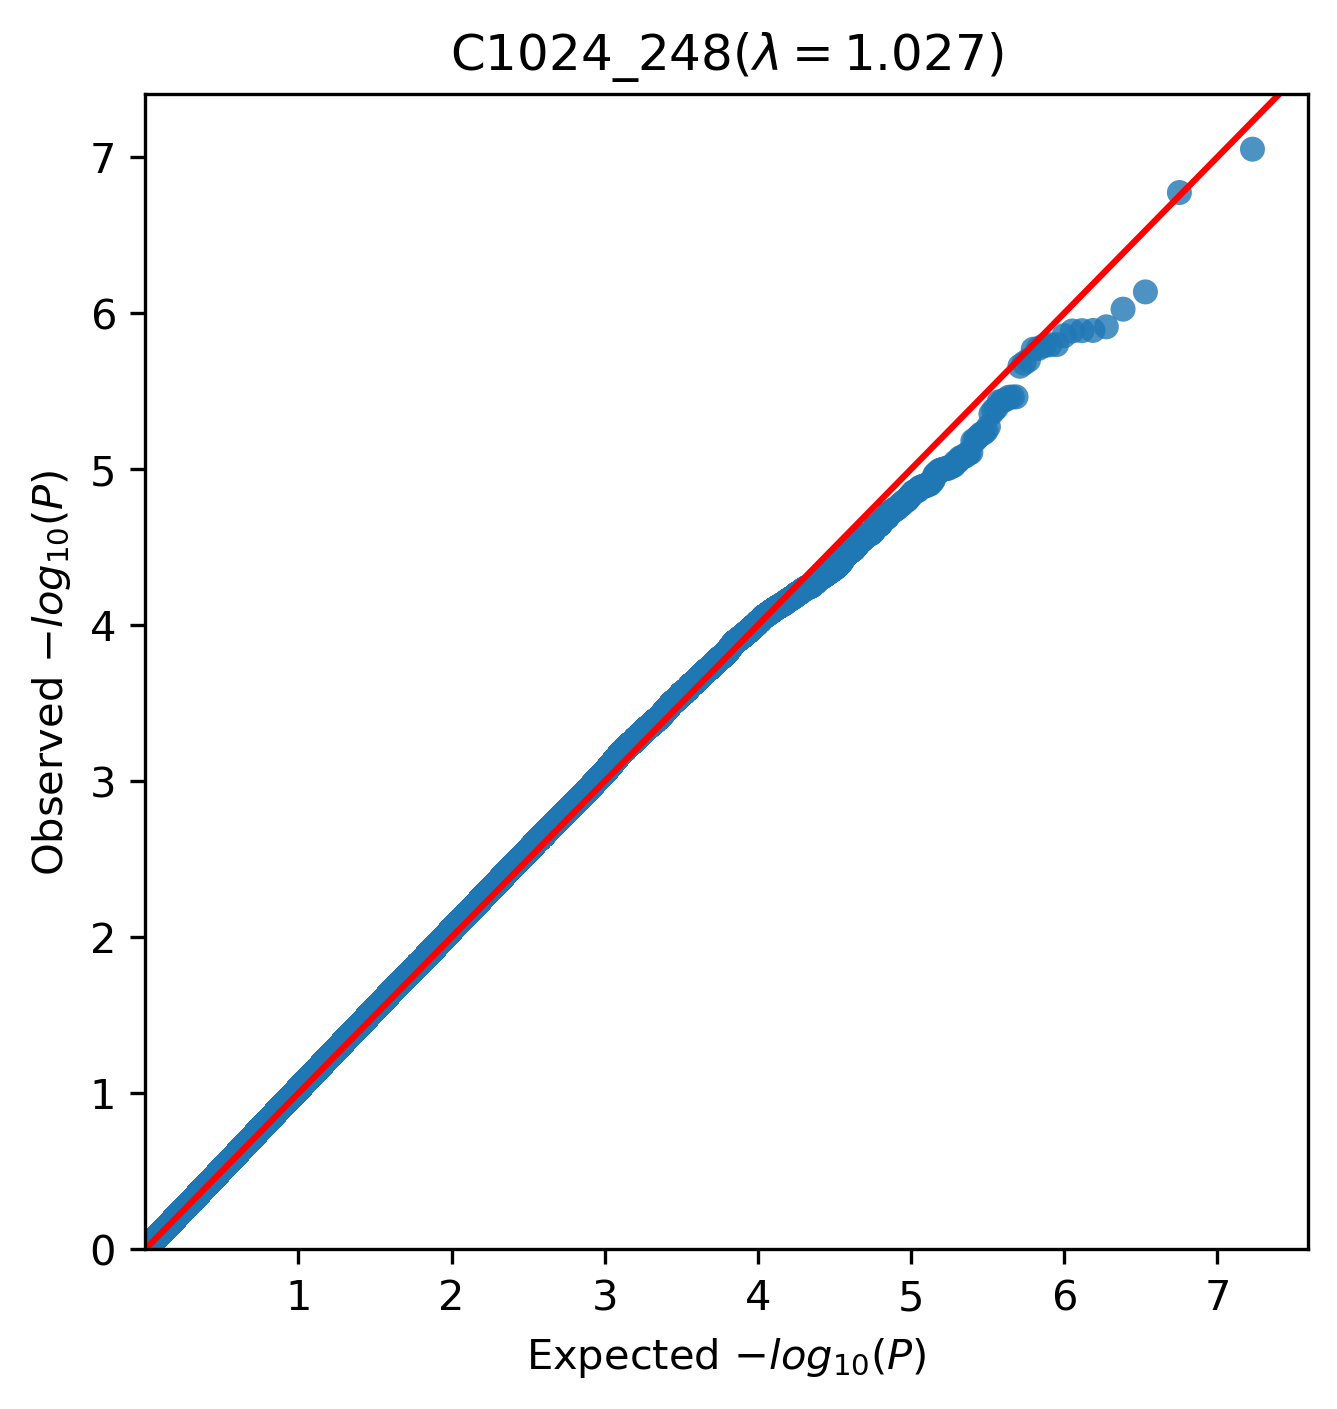 C1024_248(λ = 1.027)
Observed −log₁₀(P)
7
6
5
4
3
2
1
0
1 2 3 4 5 6 7
Expected −log₁₀(P)